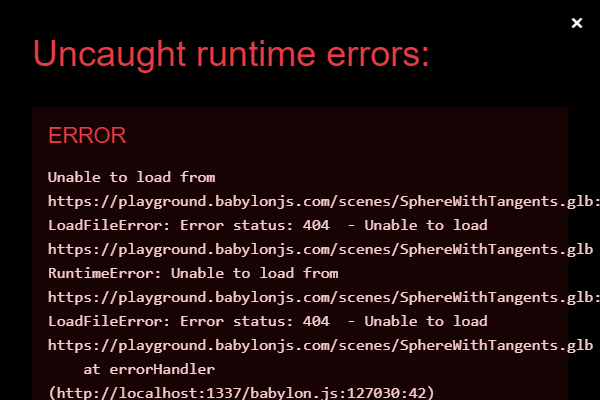 ×
Uncaught runtime errors:
ERROR
Unable to load from
https://playground.babylonjs.com/scenes/SphereWithTangents.glb:
LoadFileError: Error status: 404  - Unable to load
https://playground.babylonjs.com/scenes/SphereWithTangents.glb
RuntimeError: Unable to load from
https://playground.babylonjs.com/scenes/SphereWithTangents.glb:
LoadFileError: Error status: 404  - Unable to load
https://playground.babylonjs.com/scenes/SphereWithTangents.glb
    at errorHandler
(http://localhost:1337/babylon.js:127030:42)